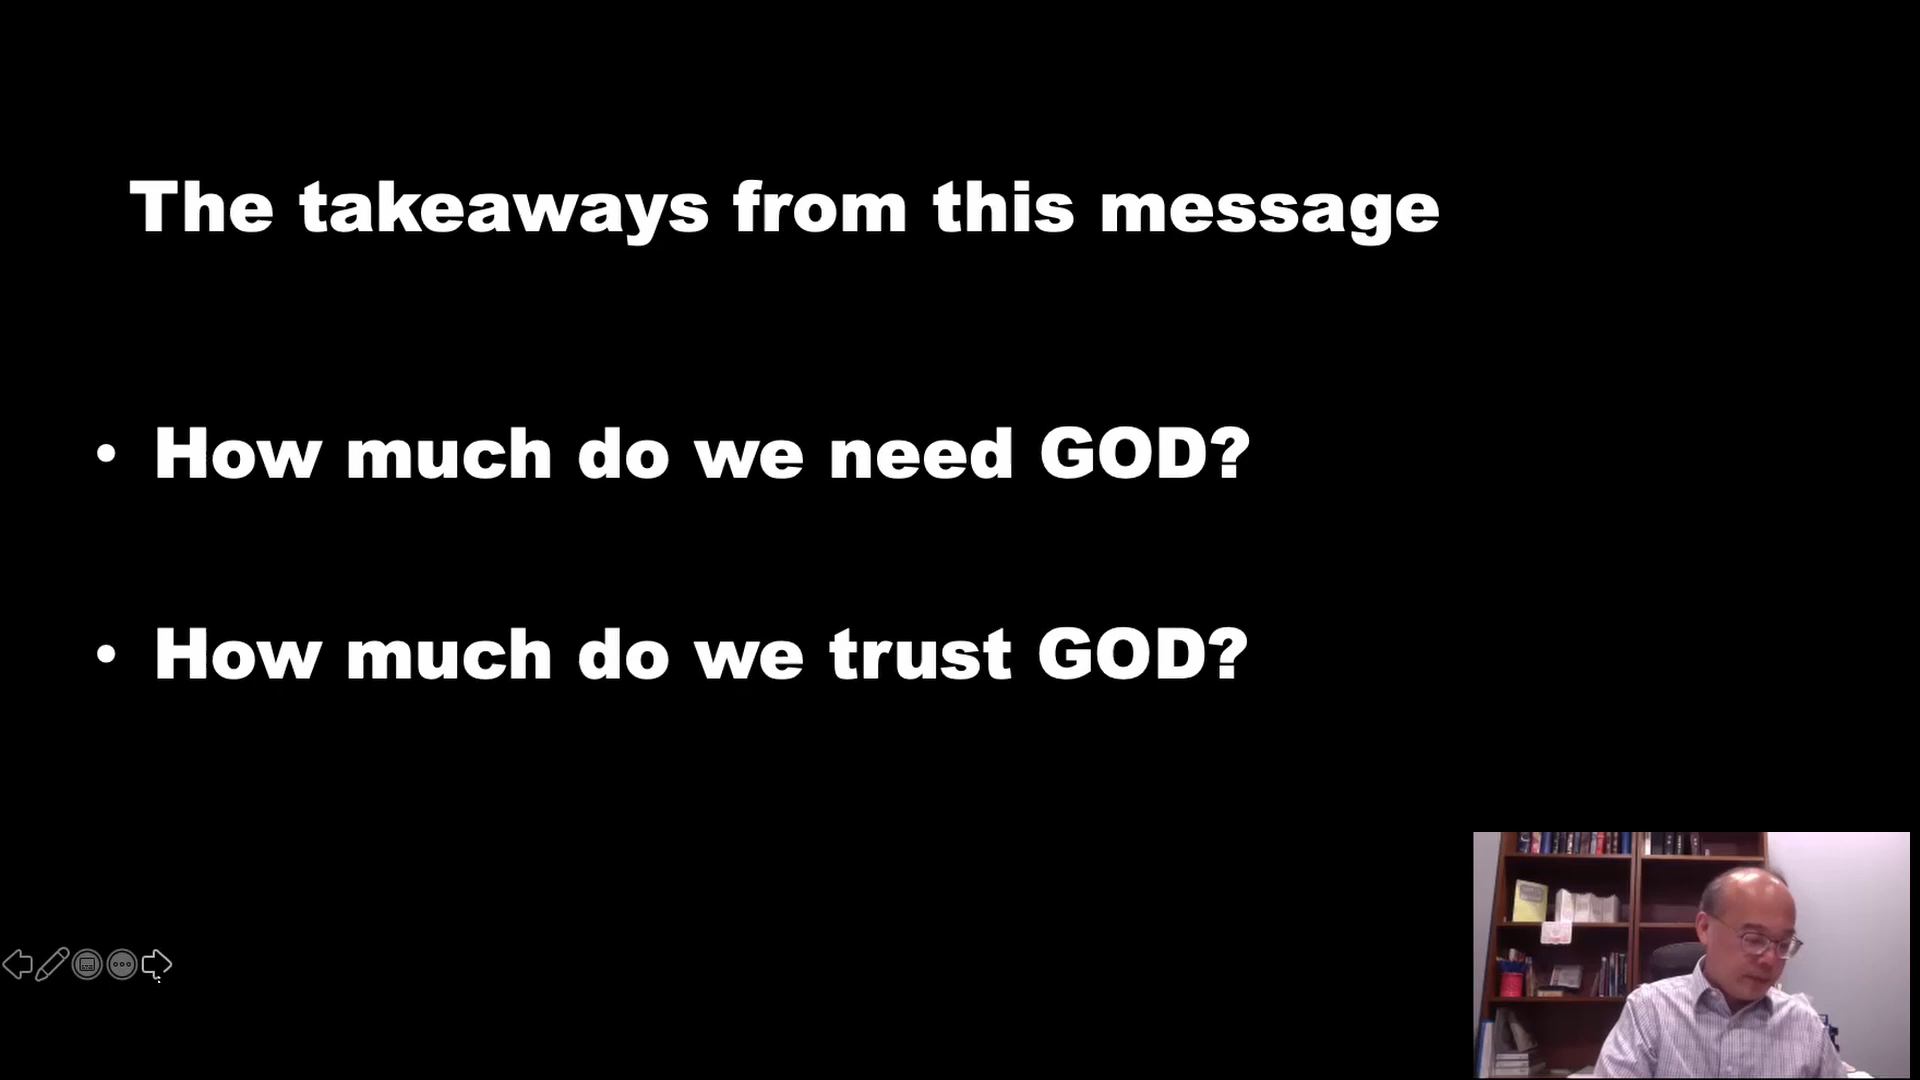 The takeaways from this message
• How much do we need GOD?
• How much do we trust GOD?